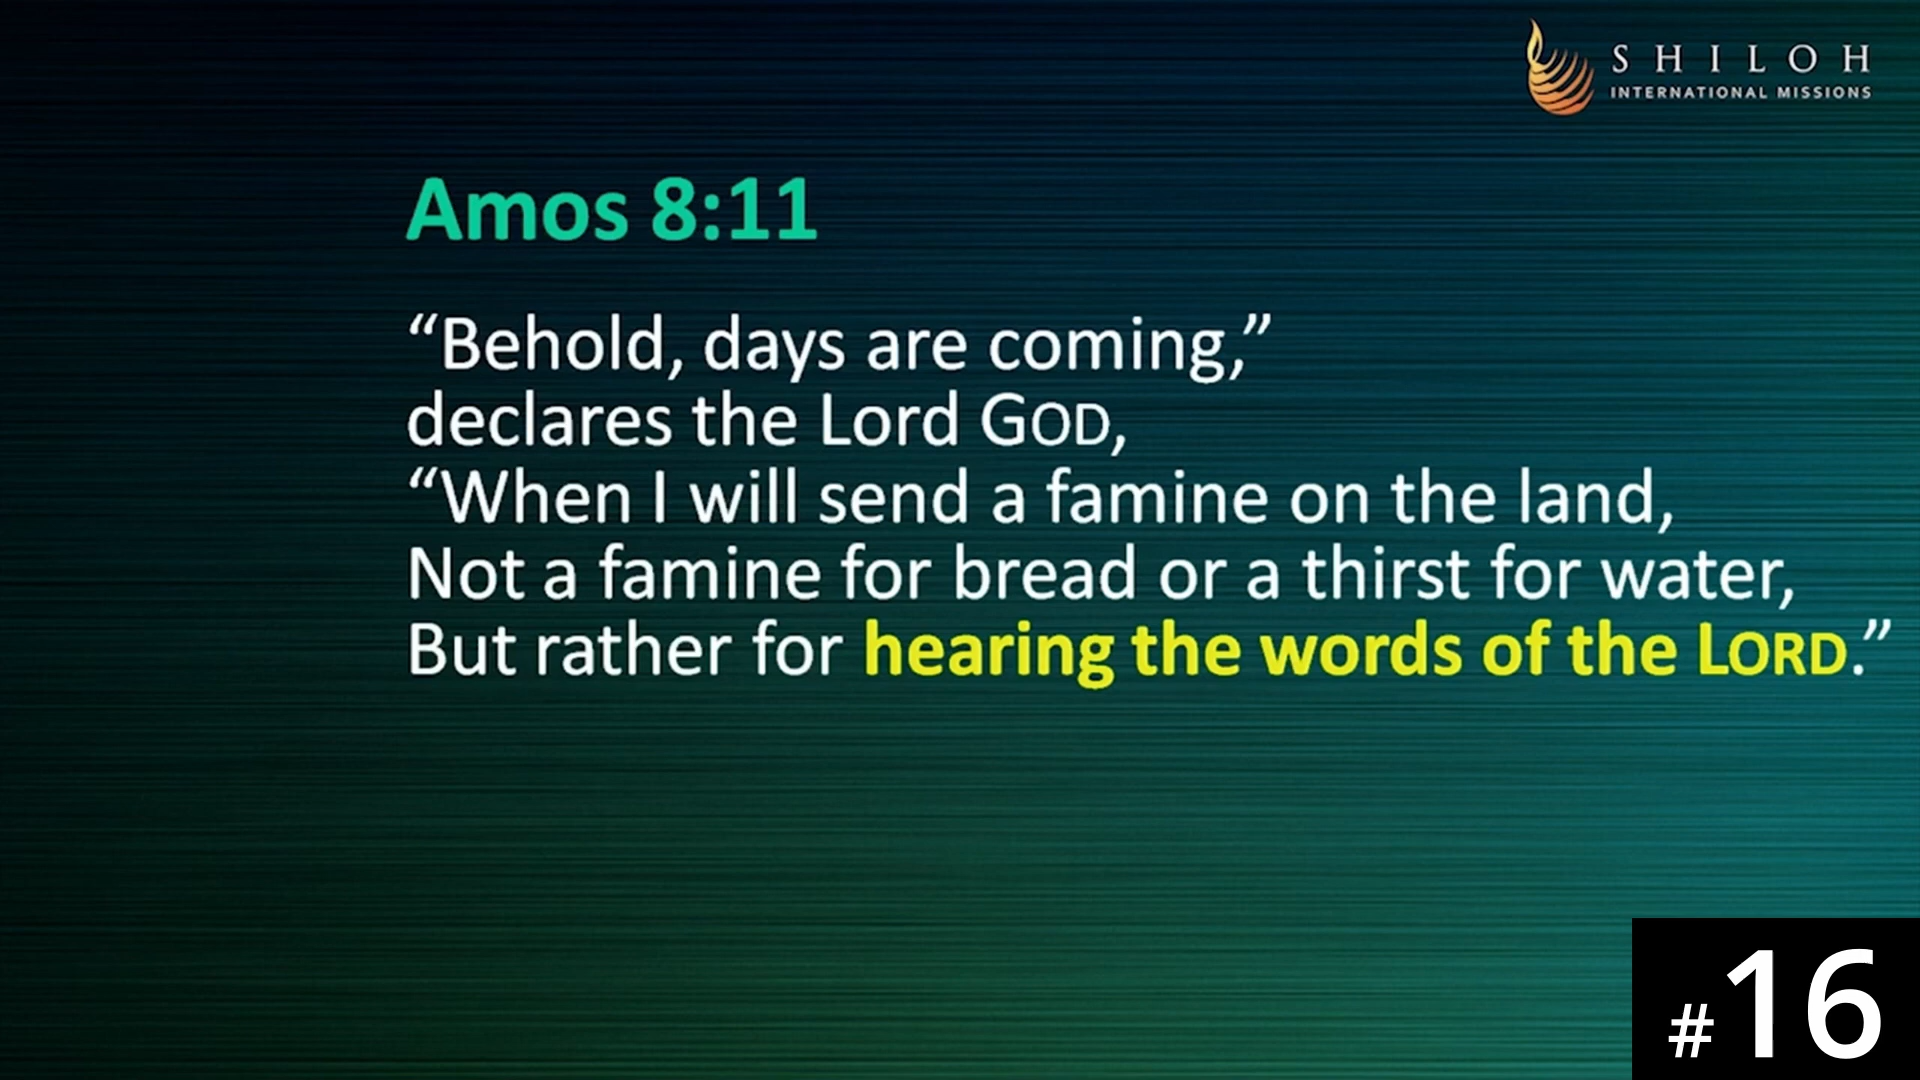 SHILOH
INTERNATIONAL MISSIONS
Amos 8:11
“Behold, days are coming,”
declares the Lord GOD,
“When I will send a famine on the land,
Not a famine for bread or a thirst for water,
But rather for hearing the words of the LORD.”
#16